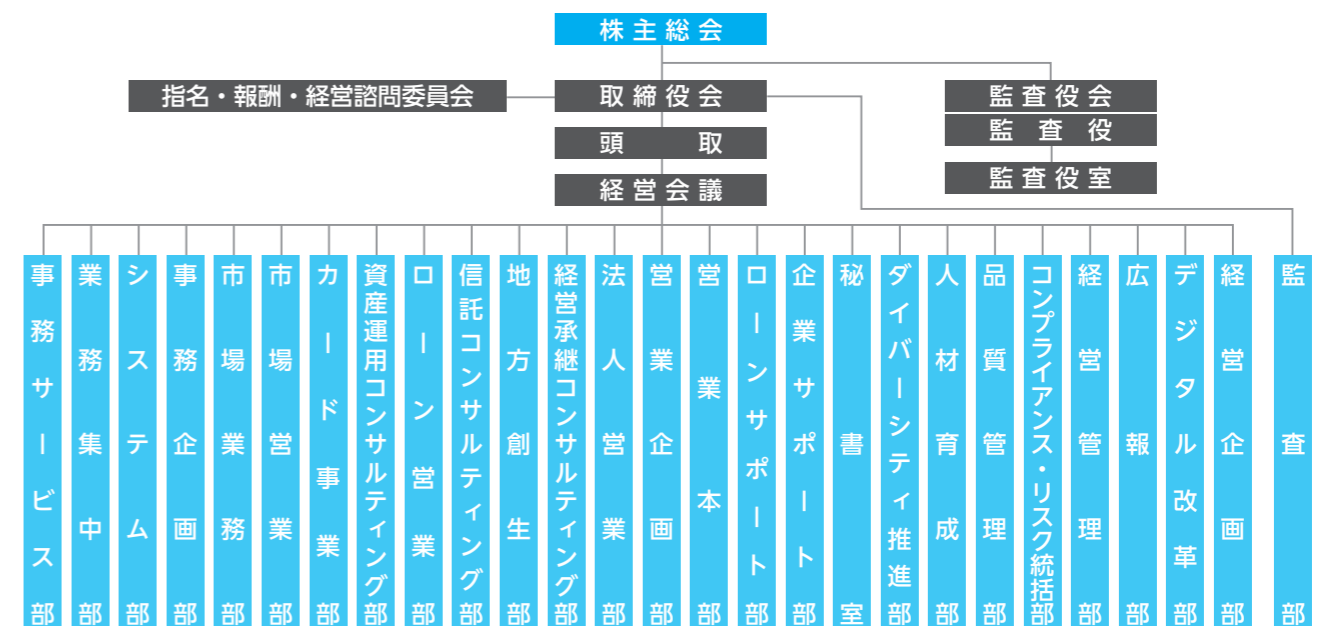 株主総会
指名・報酬・経営諮問委員会
取締役会
監査役会
監査役
頭取
監査役室
経営会議
事務サービス部
業務集中部
システム部
事務企画部
市場業務部
市場営業部
カード事業部
資産運用コンサルティング部
ローン営業部
信託コンサルティング部
地方創生部
経営承継コンサルティング部
法人営業部
営業企画部
営業本部
ローンサポート部
企業サポート部
秘書室
ダイバーシティ推進部
人材育成部
品質管理部
コンプライアンス・リスク統括部
経営管理部
広報部
デジタル改革部
経営企画部
監査部